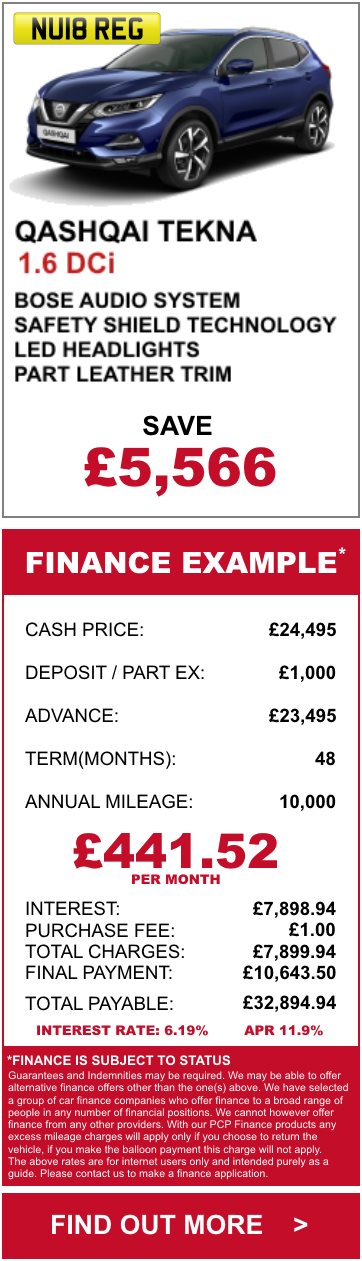 NU18 REG
QASHQAI
QASHQAI TEKNA
1.6 DCi
BOSE AUDIO SYSTEM
SAFETY SHIELD TECHNOLOGY
LED HEADLIGHTS
PART LEATHER TRIM
SAVE
£5,566
FINANCE EXAMPLE*
CASH PRICE: £24,495
DEPOSIT / PART EX: £1,000
ADVANCE: £23,495
TERM(MONTHS): 48
ANNUAL MILEAGE: 10,000
£441.52
PER MONTH
INTEREST: £7,898.94
PURCHASE FEE: £1.00
TOTAL CHARGES: £7,899.94
FINAL PAYMENT: £10,643.50
TOTAL PAYABLE: £32,894.94
INTEREST RATE: 6.19% APR 11.9%
*FINANCE IS SUBJECT TO STATUS
Guarantees and Indemnities may be required. We may be able to offer
alternative finance offers other than the one(s) above. We have selected
a group of car finance companies who offer finance to a broad range of
people in any number of financial positions. We cannot however offer
finance from any other providers. With our PCP Finance products any
excess mileage charges will apply only if you choose to return the
vehicle, if you make the balloon payment this charge will not apply.
The above rates are for internet users only and intended purely as a
guide. Please contact us to make a finance application.
FIND OUT MORE >